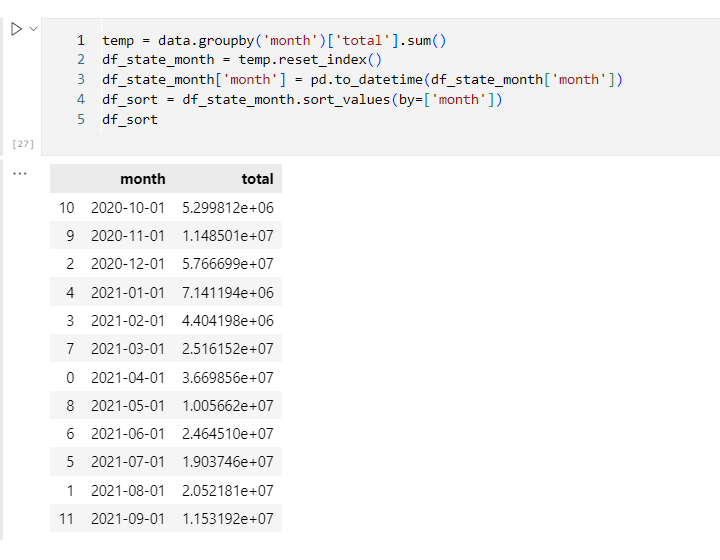 1 temp = data.groupby('month')['total'].sum()
2 df_state_month = temp.reset_index()
3 df_state_month['month'] = pd.to_datetime(df_state_month['month'])
4 df_sort = df_state_month.sort_values(by=['month'])
5 df_sort
[27]
...
month total
10 2020-10-01 5.299812e+06
9 2020-11-01 1.148501e+07
2 2020-12-01 5.766699e+07
4 2021-01-01 7.141194e+06
3 2021-02-01 4.404198e+06
7 2021-03-01 2.516152e+07
0 2021-04-01 3.669856e+07
8 2021-05-01 1.005662e+07
6 2021-06-01 2.464510e+07
5 2021-07-01 1.903746e+07
1 2021-08-01 2.052181e+07
11 2021-09-01 1.153192e+07